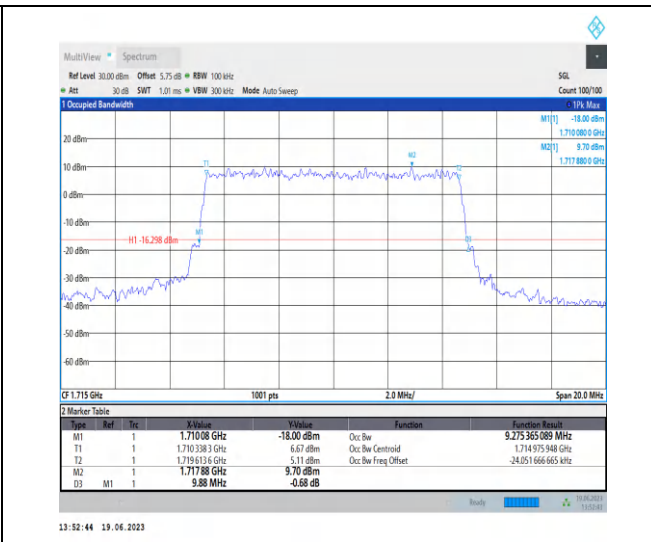 MultiView Spectrum
Ref Level 30.00 dBm Offset 5.75 dB RBW 100 kHz SGL
Att 30 dB SWT 1.01 ms VBW 300 kHz Mode Auto Sweep Count 100/100
1 Occupied Bandwidth 1Pk Max
M1[1] -18.00 dBm
1.710 080 0 GHz
M2[1] 9.70 dBm
1.717 880 0 GHz
20 dBm
M2
T1 T2
10 dBm
0 dBm
-10 dBm
M1
H1 -16.298 dBm
-20 dBm
-30 dBm
-40 dBm
-50 dBm
-60 dBm
CF 1.715 GHz 1001 pts 2.0 MHz/ Span 20.0 MHz
2 Marker Table
Type Ref Trc X-Value Y-Value Function Function Result
M1 1 1.71008 GHz -18.00 dBm Occ Bw 9.275 365 089 MHz
T1 1 1.710 338 3 GHz 6.67 dBm Occ Bw Centroid 1.714 975 948 GHz
T2 1 1.719 613 6 GHz 5.11 dBm Occ Bw Freq Offset -24.051 666 665 kHz
M2 1 1.71788 GHz 9.70 dBm
D3 M1 1 9.88 MHz -0.68 dB
Ready 19.06.2023
13:52:43
13:52:44 19.06.2023